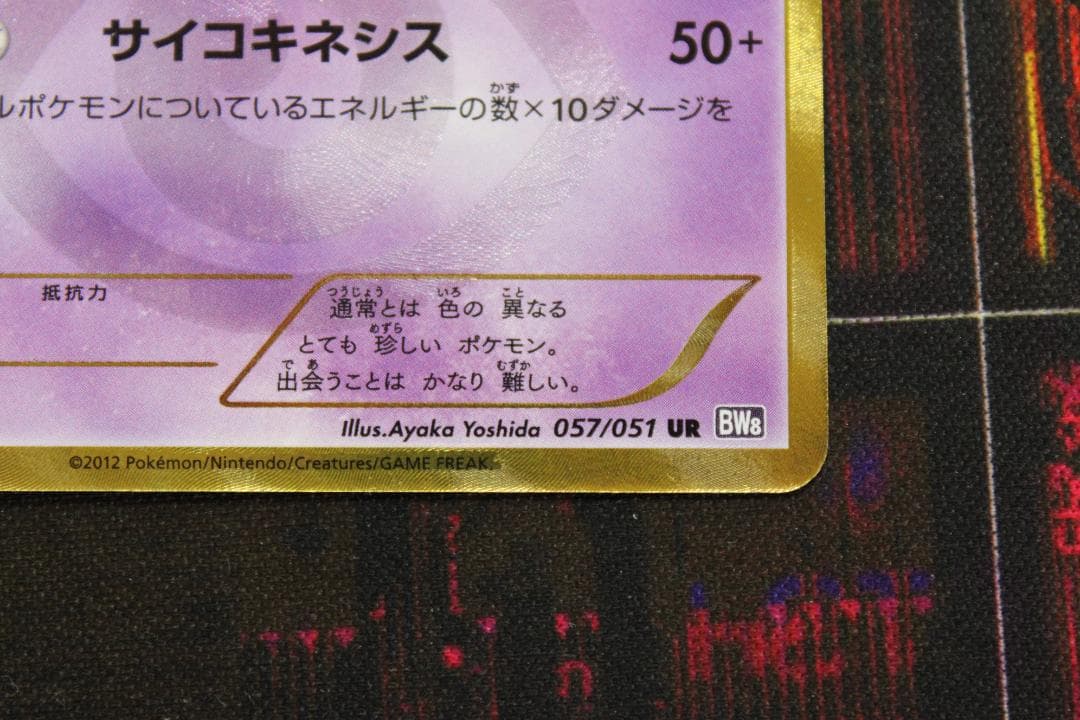 サイコキネシス 50+
ルポケモンについているエネルギーの数×10ダメージを
抵抗力
通常とは 色の 異なる
とても 珍しい ポケモン。
出会うことは かなり 難しい。
Illus.Ayaka Yoshida 057/051 UR BW8
©2012 Pokémon/Nintendo/Creatures/GAME FREAK.